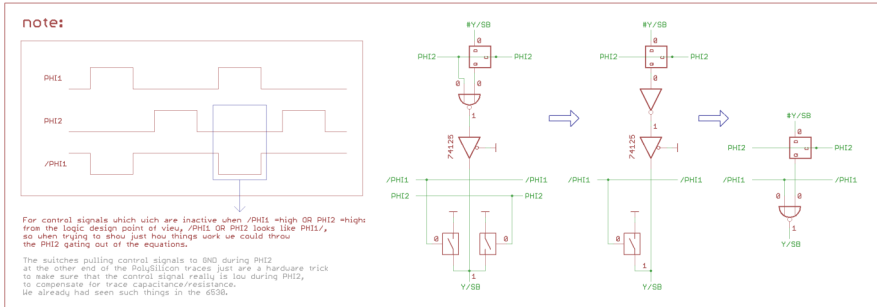 note:
PHI1
PHI2
/PHI1
For control signals which wich are inactive when /PHI1 =high OR PHI2 =high:
from the logic design point of view, /PHI1 OR PHI2 looks like PHI1/,
so when trying to show just how things work we could throw
the PHI2 gating out of the equations.
The switches pulling control signals to GND during PHI2
at the other end of the PolySilicon traces just are a hardware trick
to make sure that the control signal really is low during PHI2,
to compensate for trace capacitance/resistance.
We already had seen such things in the 6530.
#Y/SB
0
PHI2
PHI2
0
0
1
74125
/PHI1
/PHI1
PHI2
PHI2
0
0
1
Y/SB
#Y/SB
0
PHI2
PHI2
0
1
74125
/PHI1
/PHI1
0
1
Y/SB
#Y/SB
0
PHI2
PHI2
/PHI1
/PHI1
0
0
1
Y/SB